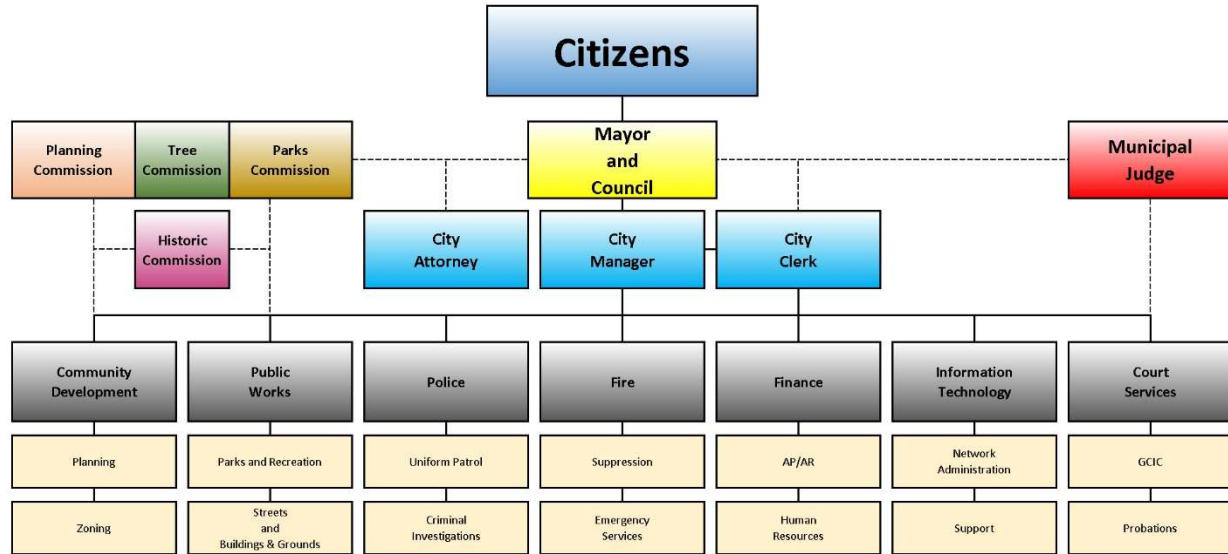 Citizens
Planning
Commission
Tree
Commission
Parks
Commission
Mayor
and
Council
Municipal
Judge
Historic
Commission
City
Attorney
City
Manager
City
Clerk
Community
Development
Public
Works
Police
Fire
Finance
Information
Technology
Court
Services
Planning
Parks and Recreation
Uniform Patrol
Suppression
AP/AR
Network
Administration
GCIC
Zoning
Streets
and
Buildings & Grounds
Criminal
Investigations
Emergency
Services
Human
Resources
Support
Probations